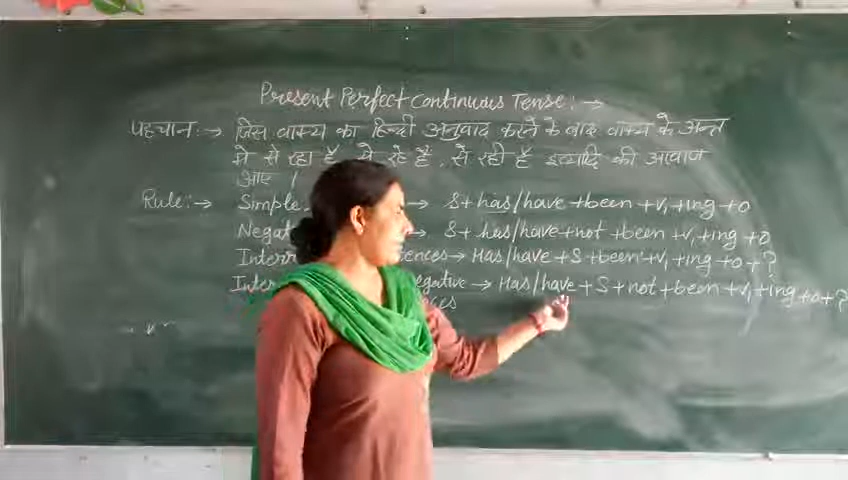 Present Perfect Continuous Tense:→
पहचान:→ जिस वाक्य का हिन्दी अनुवाद करने के बाद वाक्य के अन्त
मे से रहा हैं, से रहे हैं, से रही हैं इत्यादि की आवाज
आए।
Rule:→ Simple → S+has/have+been+V₁+ing+o
Negat → S+has/have+not+been+V₁+ing+o
Interr ences→ Has/have+S+been+V₁+ing+o+?
Inter egative → Has/have+S+not+been+V₁+ing+o+?
ces